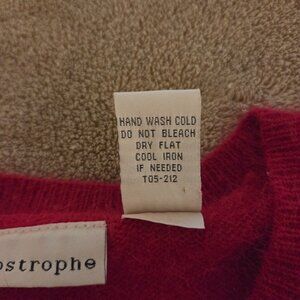 HAND WASH COLD
DO NOT BLEACH
DRY FLAT
COOL IRON
IF NEEDED
T05-212
ostrophe